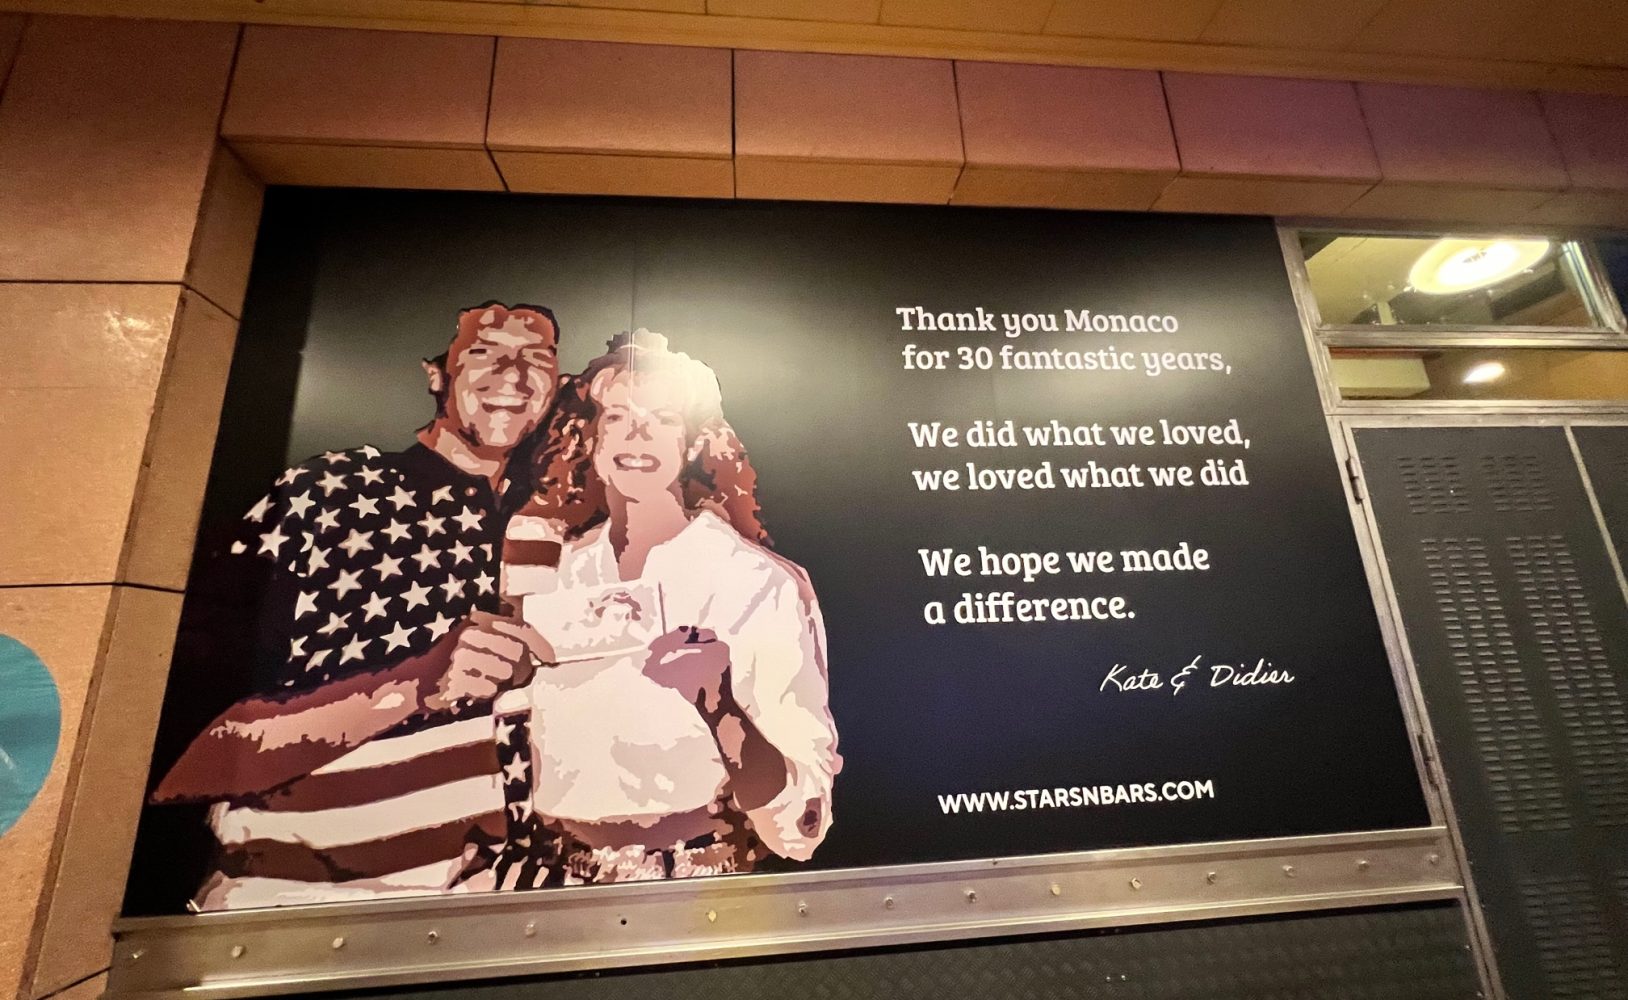 Thank you Monaco
for 30 fantastic years,
We did what we loved,
we loved what we did
We hope we made
a difference.
Kate & Didier
WWW.STARSNBARS.COM